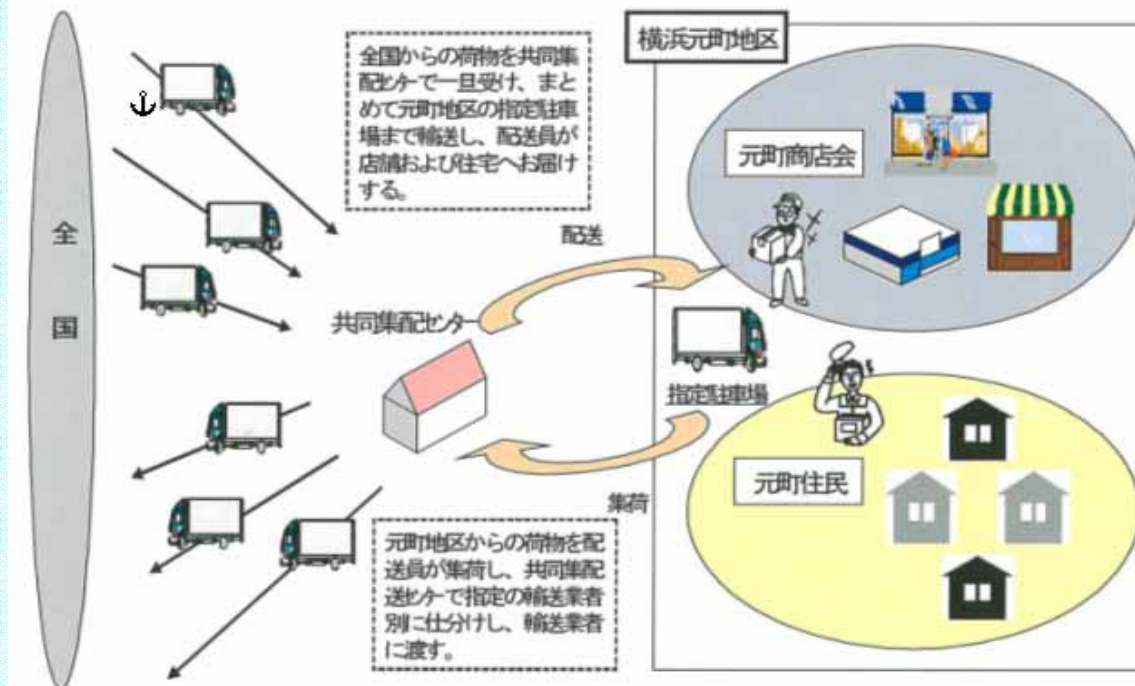 全国
全国からの荷物を共同集
配センターで一旦受け、まと
めて元町地区の指定駐車
場まで輸送し、配送員が
店舗および住宅へお届け
する。
横浜元町地区
元町商店会
配送
共同集配センター
指定駐車場
元町住民
集荷
元町地区からの荷物を配
送員が集荷し、共同集配
送センターで指定の輸送業者
別に仕分けし、輸送業者
に渡す。